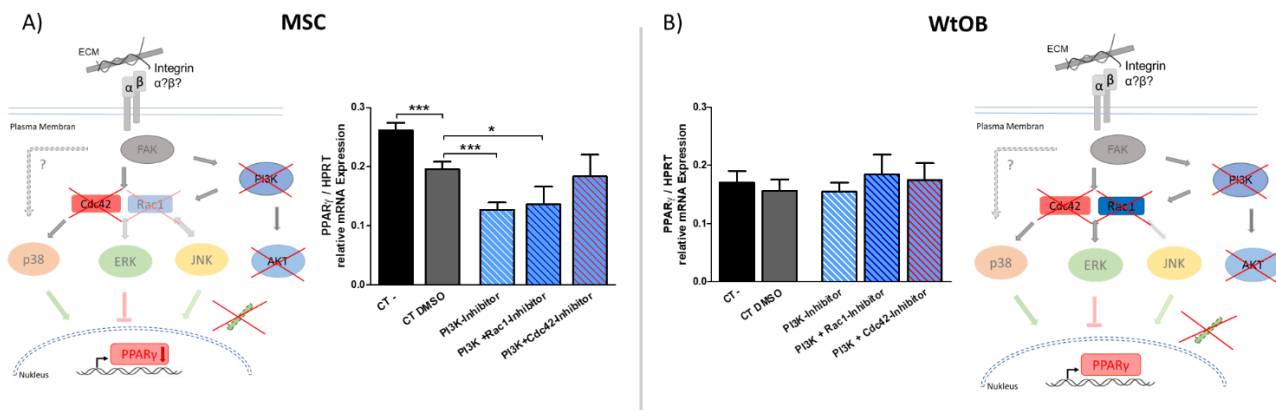 A)
MSC
ECM
Integrin
α?β?
α β
Plasma Membran
FAK
?
PI3K
Cdc42
Rac1
p38
ERK
JNK
AKT
PPARγ
Nukleus
PPARγ / HPRT
relative mRNA Expression
0.3
0.2
0.1
0.0
***
*
***
CT -
CT DMSO
PI3K-Inhibitor
PI3K +Rac1-Inhibitor
PI3K+Cdc42-Inhibitor
B)
WtOB
PPARγ / HPRT
relative mRNA Expression
0.3
0.2
0.1
0.0
CT -
CT DMSO
PI3K-Inhibitor
PI3K + Rac1-Inhibitor
PI3K + Cdc42-Inhibitor
ECM
Integrin
α?β?
α β
Plasma Membran
FAK
?
PI3K
Cdc42
Rac1
p38
ERK
JNK
AKT
PPARγ
Nukleus